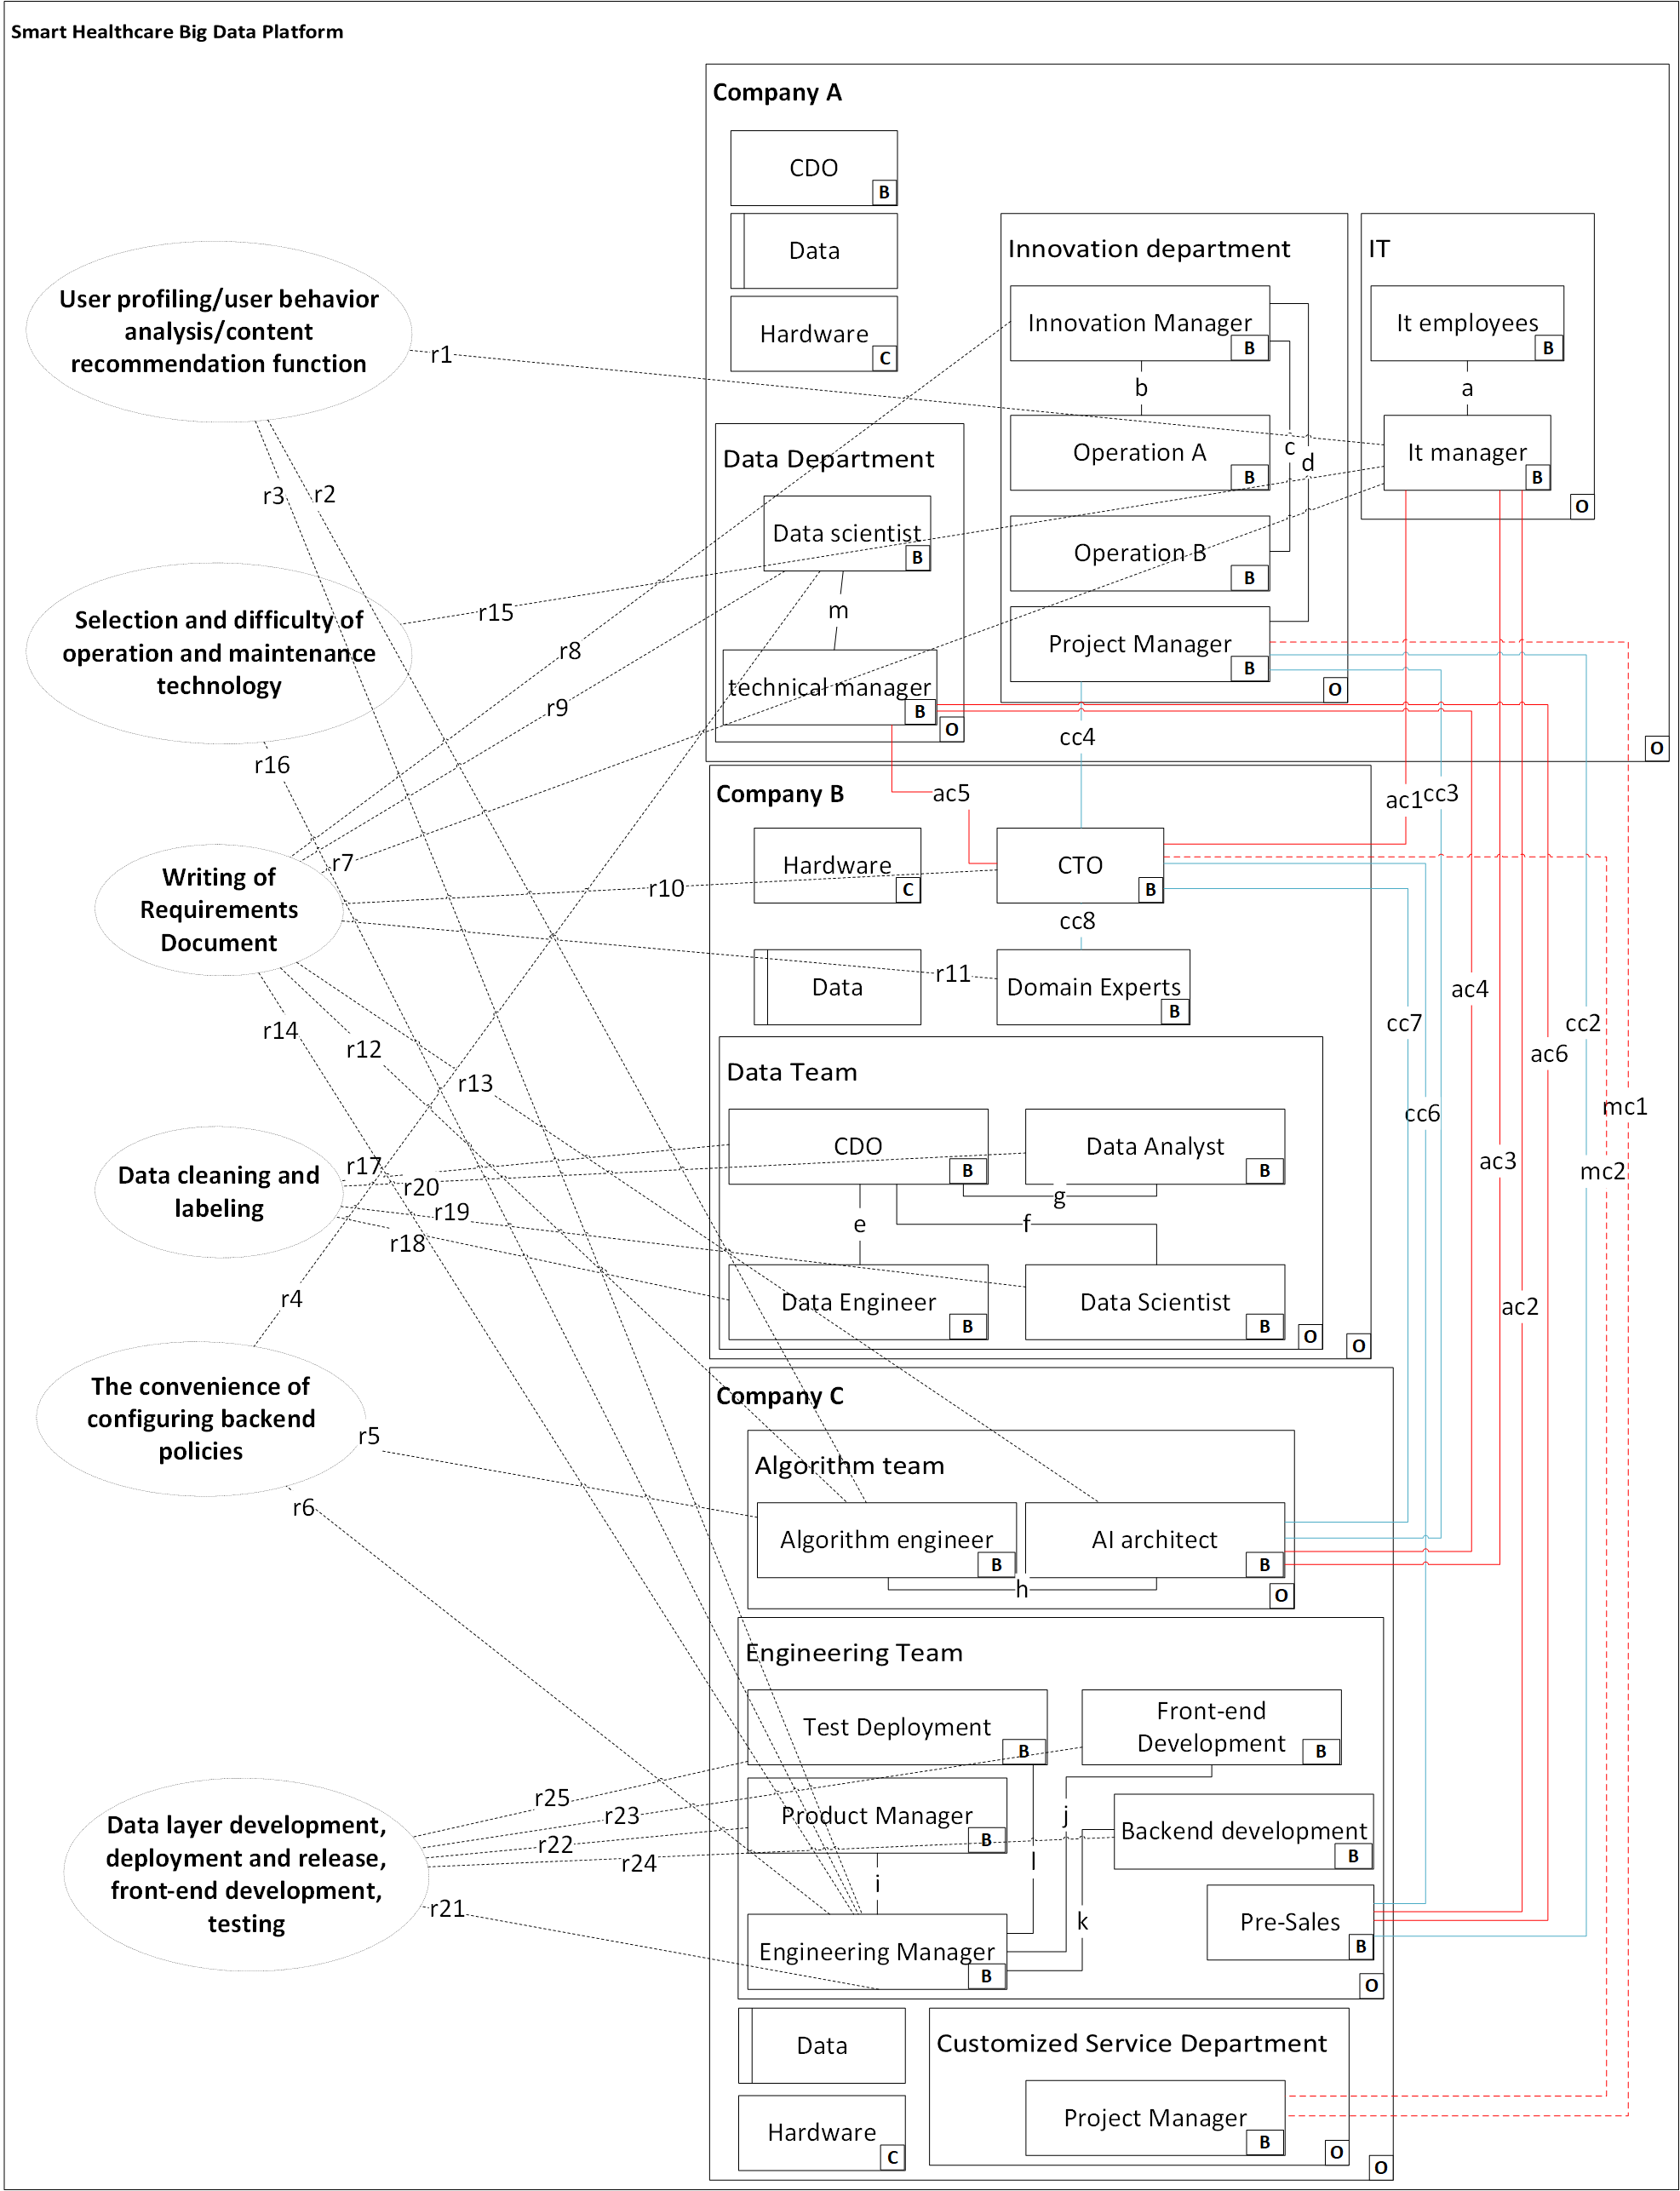 Smart Healthcare Big Data Platform
Company A
CDO
B
Data
Hardware
C
Innovation department
Innovation Manager
B
b
Operation A
B
c
d
Operation B
B
Project Manager
B
O
IT
It employees
B
a
It manager
B
O
Data Department
Data scientist
B
m
technical manager
B
O
O
User profiling/user behavior
analysis/content
recommendation function
r1
r3
r2
Selection and difficulty of
operation and maintenance
technology
r15
r16
r8
r9
r7
Writing of
Requirements
Document
r10
r11
r14
r12
r13
cc4
ac5
ac1
cc3
Company B
Hardware
C
CTO
B
cc8
Data
Domain Experts
B
ac4
cc7
cc2
ac6
mc1
cc6
ac3
mc2
ac2
Data Team
CDO
B
Data Analyst
B
g
e
f
Data Engineer
B
Data Scientist
B
O
O
Data cleaning and
labeling
r17
r20
r19
r18
r4
The convenience of
configuring backend
policies
r5
r6
Company C
Algorithm team
Algorithm engineer
B
AI architect
B
h
O
Engineering Team
Test Deployment
B
Front-end
Development
B
Product Manager
B
j
Backend development
B
l
i
k
Engineering Manager
B
Pre-Sales
B
O
Data layer development,
deployment and release,
front-end development,
testing
r25
r23
r22
r24
r21
Data
Hardware
C
Customized Service Department
Project Manager
B
O
O